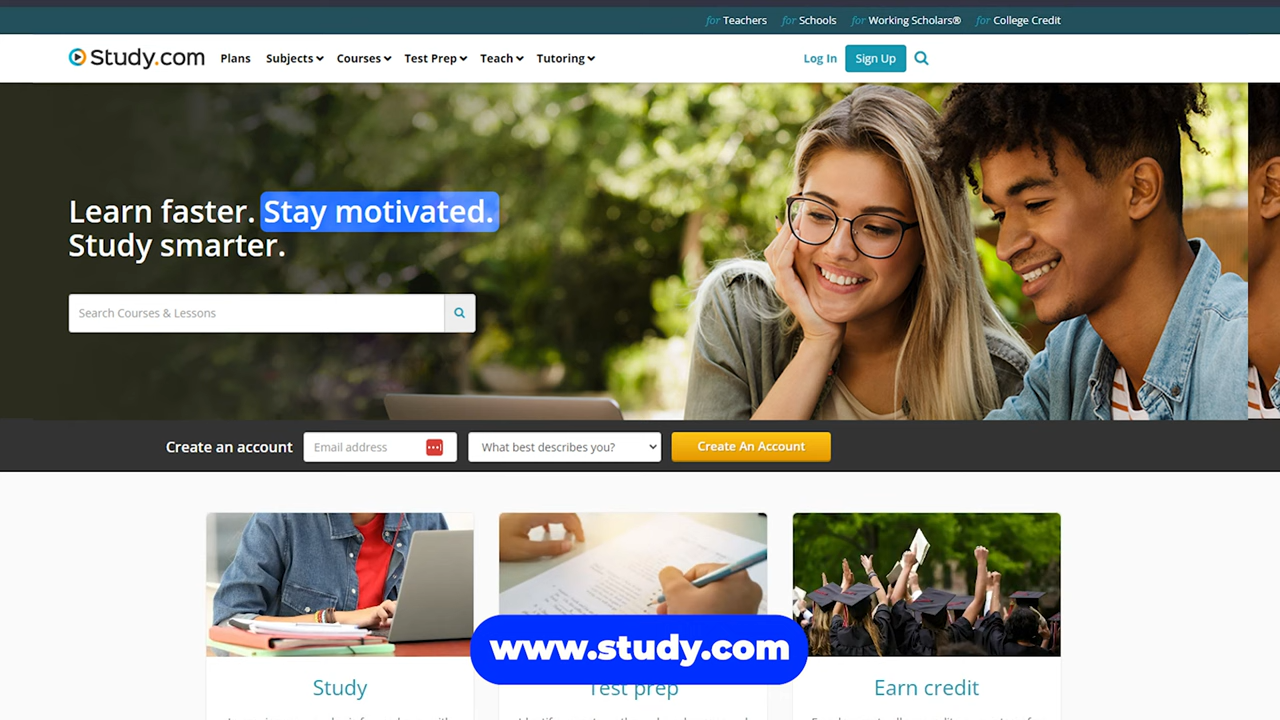 for Teachers for Schools for Working Scholars® for College Credit
Study.com Plans Subjects Courses Test Prep Teach Tutoring Log In Sign Up
Learn faster. Stay motivated.
Study smarter.
Search Courses & Lessons
Create an account Email address What best describes you? Create An Account
www.study.com
Study Test prep Earn credit